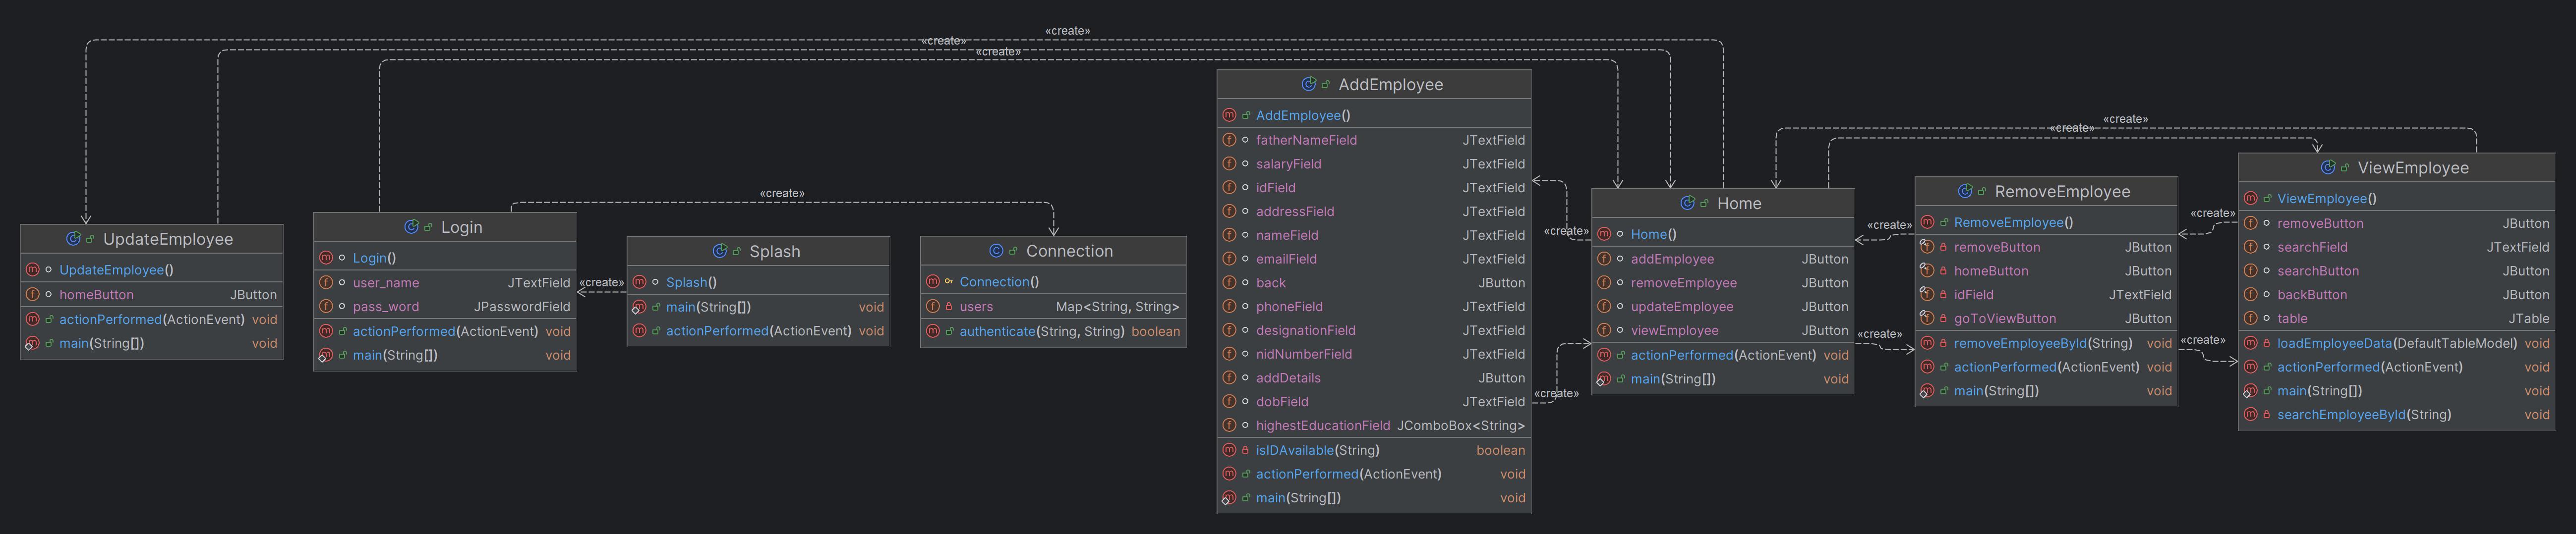 «create»
«create»
«create»
UpdateEmployee
UpdateEmployee()
homeButton JButton
actionPerformed(ActionEvent) void
main(String[]) void
Login
Login()
user_name JTextField
pass_word JPasswordField
actionPerformed(ActionEvent) void
main(String[]) void
«create»
«create»
Splash
Splash()
main(String[]) void
actionPerformed(ActionEvent) void
Connection
Connection()
users Map<String, String>
authenticate(String, String) boolean
AddEmployee
AddEmployee()
fatherNameField JTextField
salaryField JTextField
idField JTextField
addressField JTextField
nameField JTextField
emailField JTextField
back JButton
phoneField JTextField
designationField JTextField
nidNumberField JTextField
addDetails JButton
dobField JTextField
highestEducationField JComboBox<String>
isIDAvailable(String) boolean
actionPerformed(ActionEvent) void
main(String[]) void
«create»
«create»
Home
Home()
addEmployee JButton
removeEmployee JButton
updateEmployee JButton
viewEmployee JButton
actionPerformed(ActionEvent) void
main(String[]) void
«create»
«create»
«create»
«create»
RemoveEmployee
RemoveEmployee()
removeButton JButton
homeButton JButton
idField JTextField
goToViewButton JButton
removeEmployeeById(String) void
actionPerformed(ActionEvent) void
main(String[]) void
«create»
«create»
ViewEmployee
ViewEmployee()
removeButton JButton
searchField JTextField
searchButton JButton
backButton JButton
table JTable
loadEmployeeData(DefaultTableModel) void
actionPerformed(ActionEvent) void
main(String[]) void
searchEmployeeById(String) void